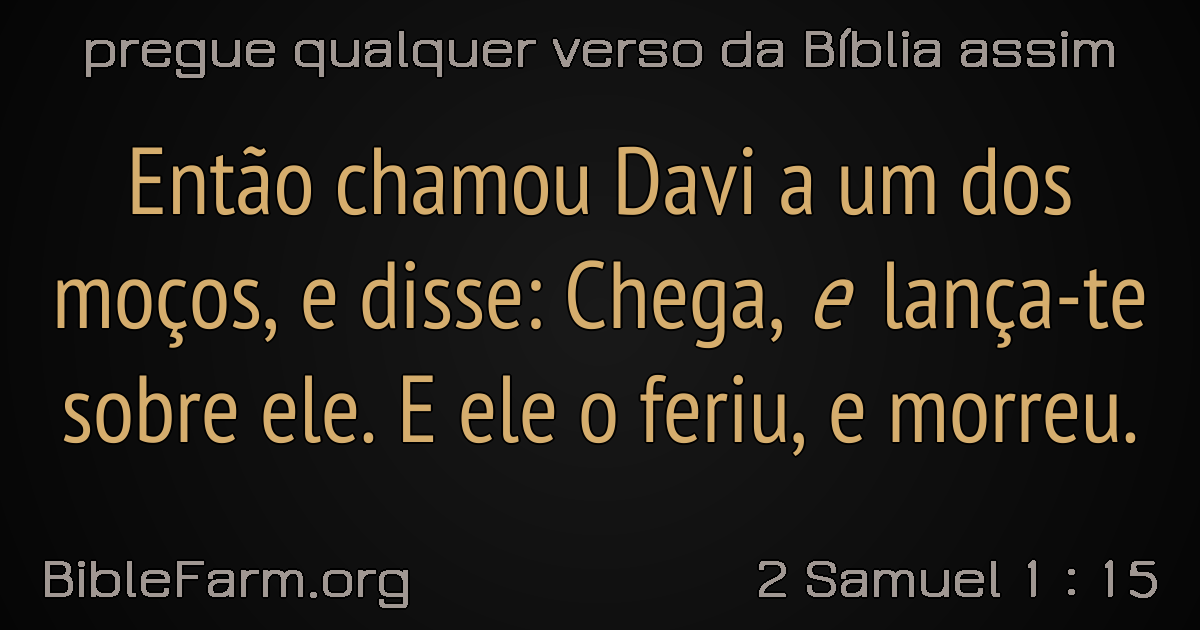 pregue qualquer verso da Bíblia assim
Então chamou Davi a um dos
moços, e disse: Chega, e lança-te
sobre ele. E ele o feriu, e morreu.
BibleFarm.org
2 Samuel 1 : 15